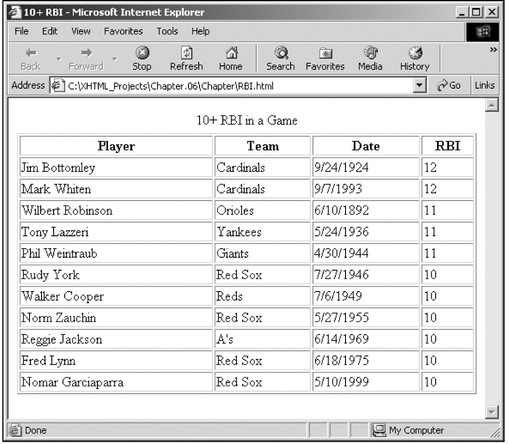 10+ RBI - Microsoft Internet Explorer
File Edit View Favorites Tools Help
Back Forward Stop Refresh Home Search Favorites Media History »
Address C:\XHTML_Projects\Chapter.06\Chapter\RBI.html Go Links
10+ RBI in a Game
Player Team Date RBI
Jim Bottomley Cardinals 9/24/1924 12
Mark Whiten Cardinals 9/7/1993 12
Wilbert Robinson Orioles 6/10/1892 11
Tony Lazzeri Yankees 5/24/1936 11
Phil Weintraub Giants 4/30/1944 11
Rudy York Red Sox 7/27/1946 10
Walker Cooper Reds 7/6/1949 10
Norm Zauchin Red Sox 5/27/1955 10
Reggie Jackson A's 6/14/1969 10
Fred Lynn Red Sox 6/18/1975 10
Nomar Garciaparra Red Sox 5/10/1999 10
Done My Computer